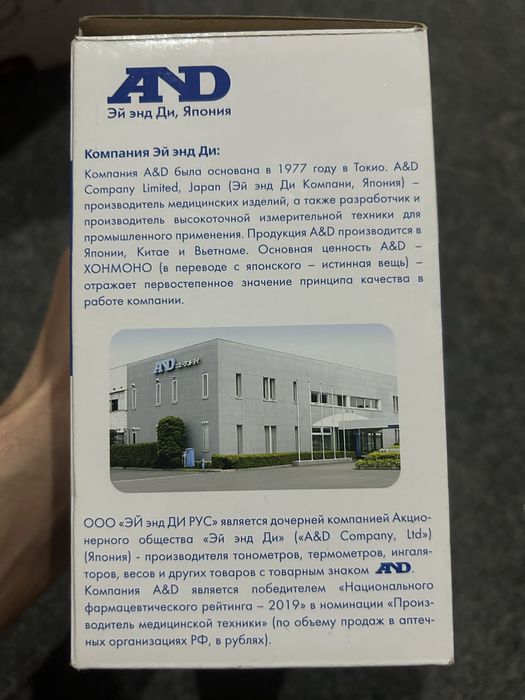 AND
Эй энд Ди, Япония
Компания Эй энд Ди:
Компания A&D была основана в 1977 году в Токио. A&D
Company Limited, Japan (Эй энд Ди Компани, Япония) –
производитель медицинских изделий, а также разработчик и
производитель высокоточной измерительной техники для
промышленного применения. Продукция A&D производится в
Японии, Китае и Вьетнаме. Основная ценность A&D –
ХОНМОНО (в переводе с японского – истинная вещь) –
отражает первостепенное значение принципа качества в
работе компании.
AND
ООО «ЭЙ энд ДИ РУС» является дочерней компанией Акцио-
нерного общества «Эй энд Ди» («A&D Company, Ltd»)
(Япония) - производителя тонометров, термометров, ингаля-
торов, весов и других товаров с товарным знаком AND.
Компания A&D является победителем «Национального
фармацевтического рейтинга – 2019» в номинации «Произ-
водитель медицинской техники» (по объему продаж в аптеч-
ных организациях РФ, в рублях).